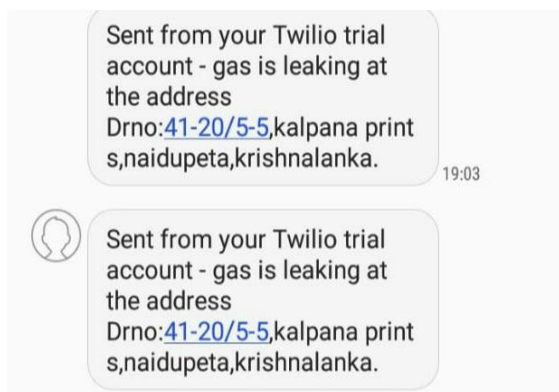 Sent from your Twilio trial
account - gas is leaking at
the address
Drno:41-20/5-5,kalpana print
s,naidupeta,krishnalanka.
19:03
Sent from your Twilio trial
account - gas is leaking at
the address
Drno:41-20/5-5,kalpana print
s,naidupeta,krishnalanka.